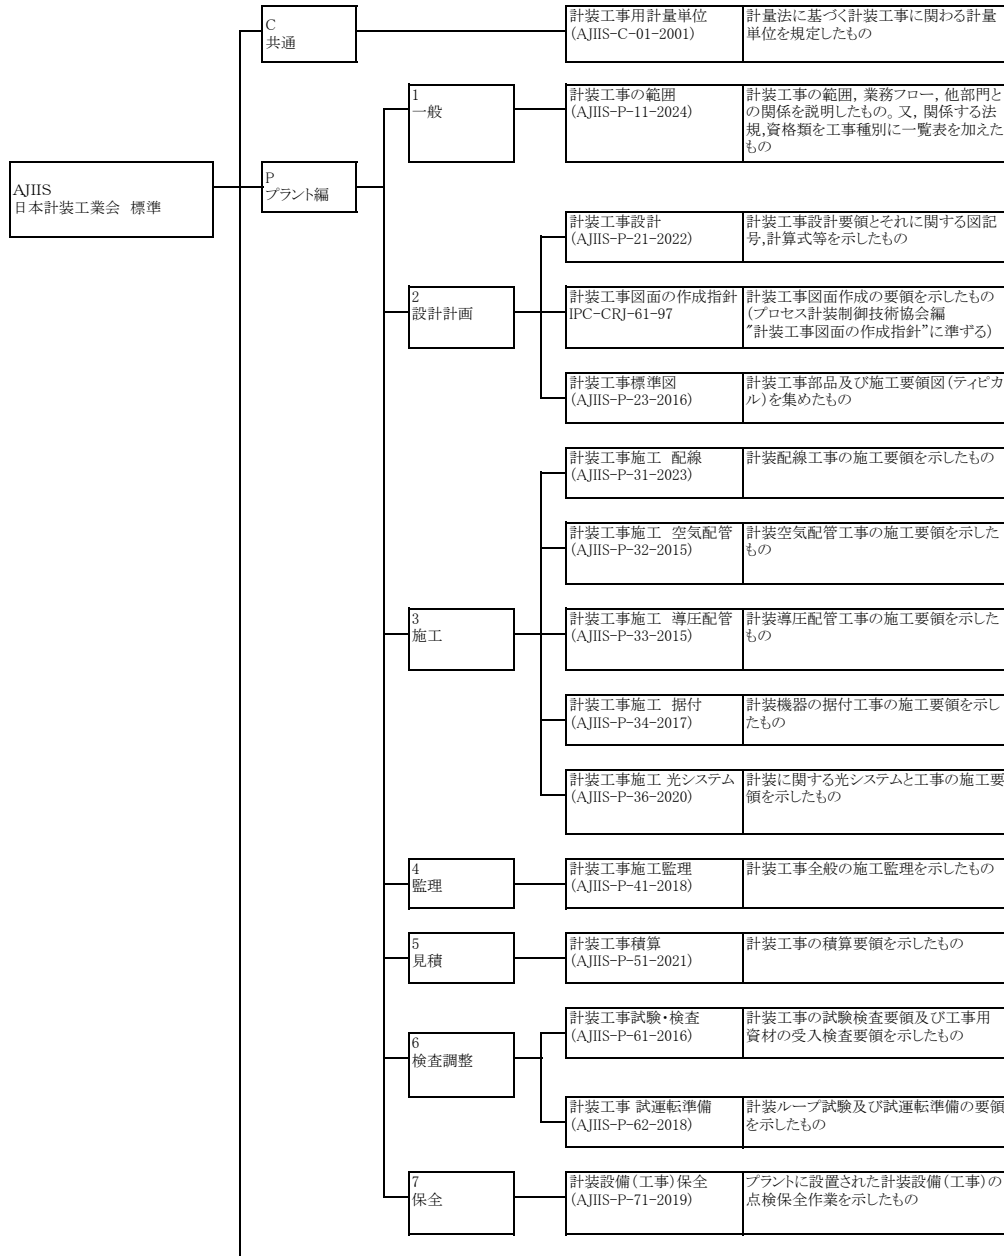 C
共通
計装工事用計量単位
(AJIIS-C-01-2001)
計量法に基づく計装工事に関わる計量
単位を規定したもの
1
一般
計装工事の範囲
(AJIIS-P-11-2024)
計装工事の範囲, 業務フロー, 他部門と
の関係を説明したもの。又, 関係する法
規,資格類を工事種別に一覧表を加えた
もの
AJIIS
日本計装工業会 標準
P
プラント編
計装工事設計
(AJIIS-P-21-2022)
計装工事設計要領とそれに関する図記
号,計算式等を示したもの
2
設計計画
計装工事図面の作成指針
IPC-CRJ-61-97
計装工事図面作成の要領を示したもの
(プロセス計装制御技術協会編
"計装工事図面の作成指針"に準ずる)
計装工事標準図
(AJIIS-P-23-2016)
計装工事部品及び施工要領図(ティピカ
ル)を集めたもの
計装工事施工 配線
(AJIIS-P-31-2023)
計装配線工事の施工要領を示したもの
計装工事施工 空気配管
(AJIIS-P-32-2015)
計装空気配管工事の施工要領を示した
もの
3
施工
計装工事施工 導圧配管
(AJIIS-P-33-2015)
計装導圧配管工事の施工要領を示した
もの
計装工事施工 据付
(AJIIS-P-34-2017)
計装機器の据付工事の施工要領を示し
たもの
計装工事施工 光システム
(AJIIS-P-36-2020)
計装に関する光システムと工事の施工要
領を示したもの
4
監理
計装工事施工監理
(AJIIS-P-41-2018)
計装工事全般の施工監理を示したもの
5
見積
計装工事積算
(AJIIS-P-51-2021)
計装工事の積算要領を示したもの
6
検査調整
計装工事試験・検査
(AJIIS-P-61-2016)
計装工事の試験検査要領及び工事用
資材の受入検査要領を示したもの
計装工事 試運転準備
(AJIIS-P-62-2018)
計装ループ試験及び試運転準備の要領
を示したもの
7
保全
計装設備(工事)保全
(AJIIS-P-71-2019)
プラントに設置された計装設備(工事)の
点検保全作業を示したもの